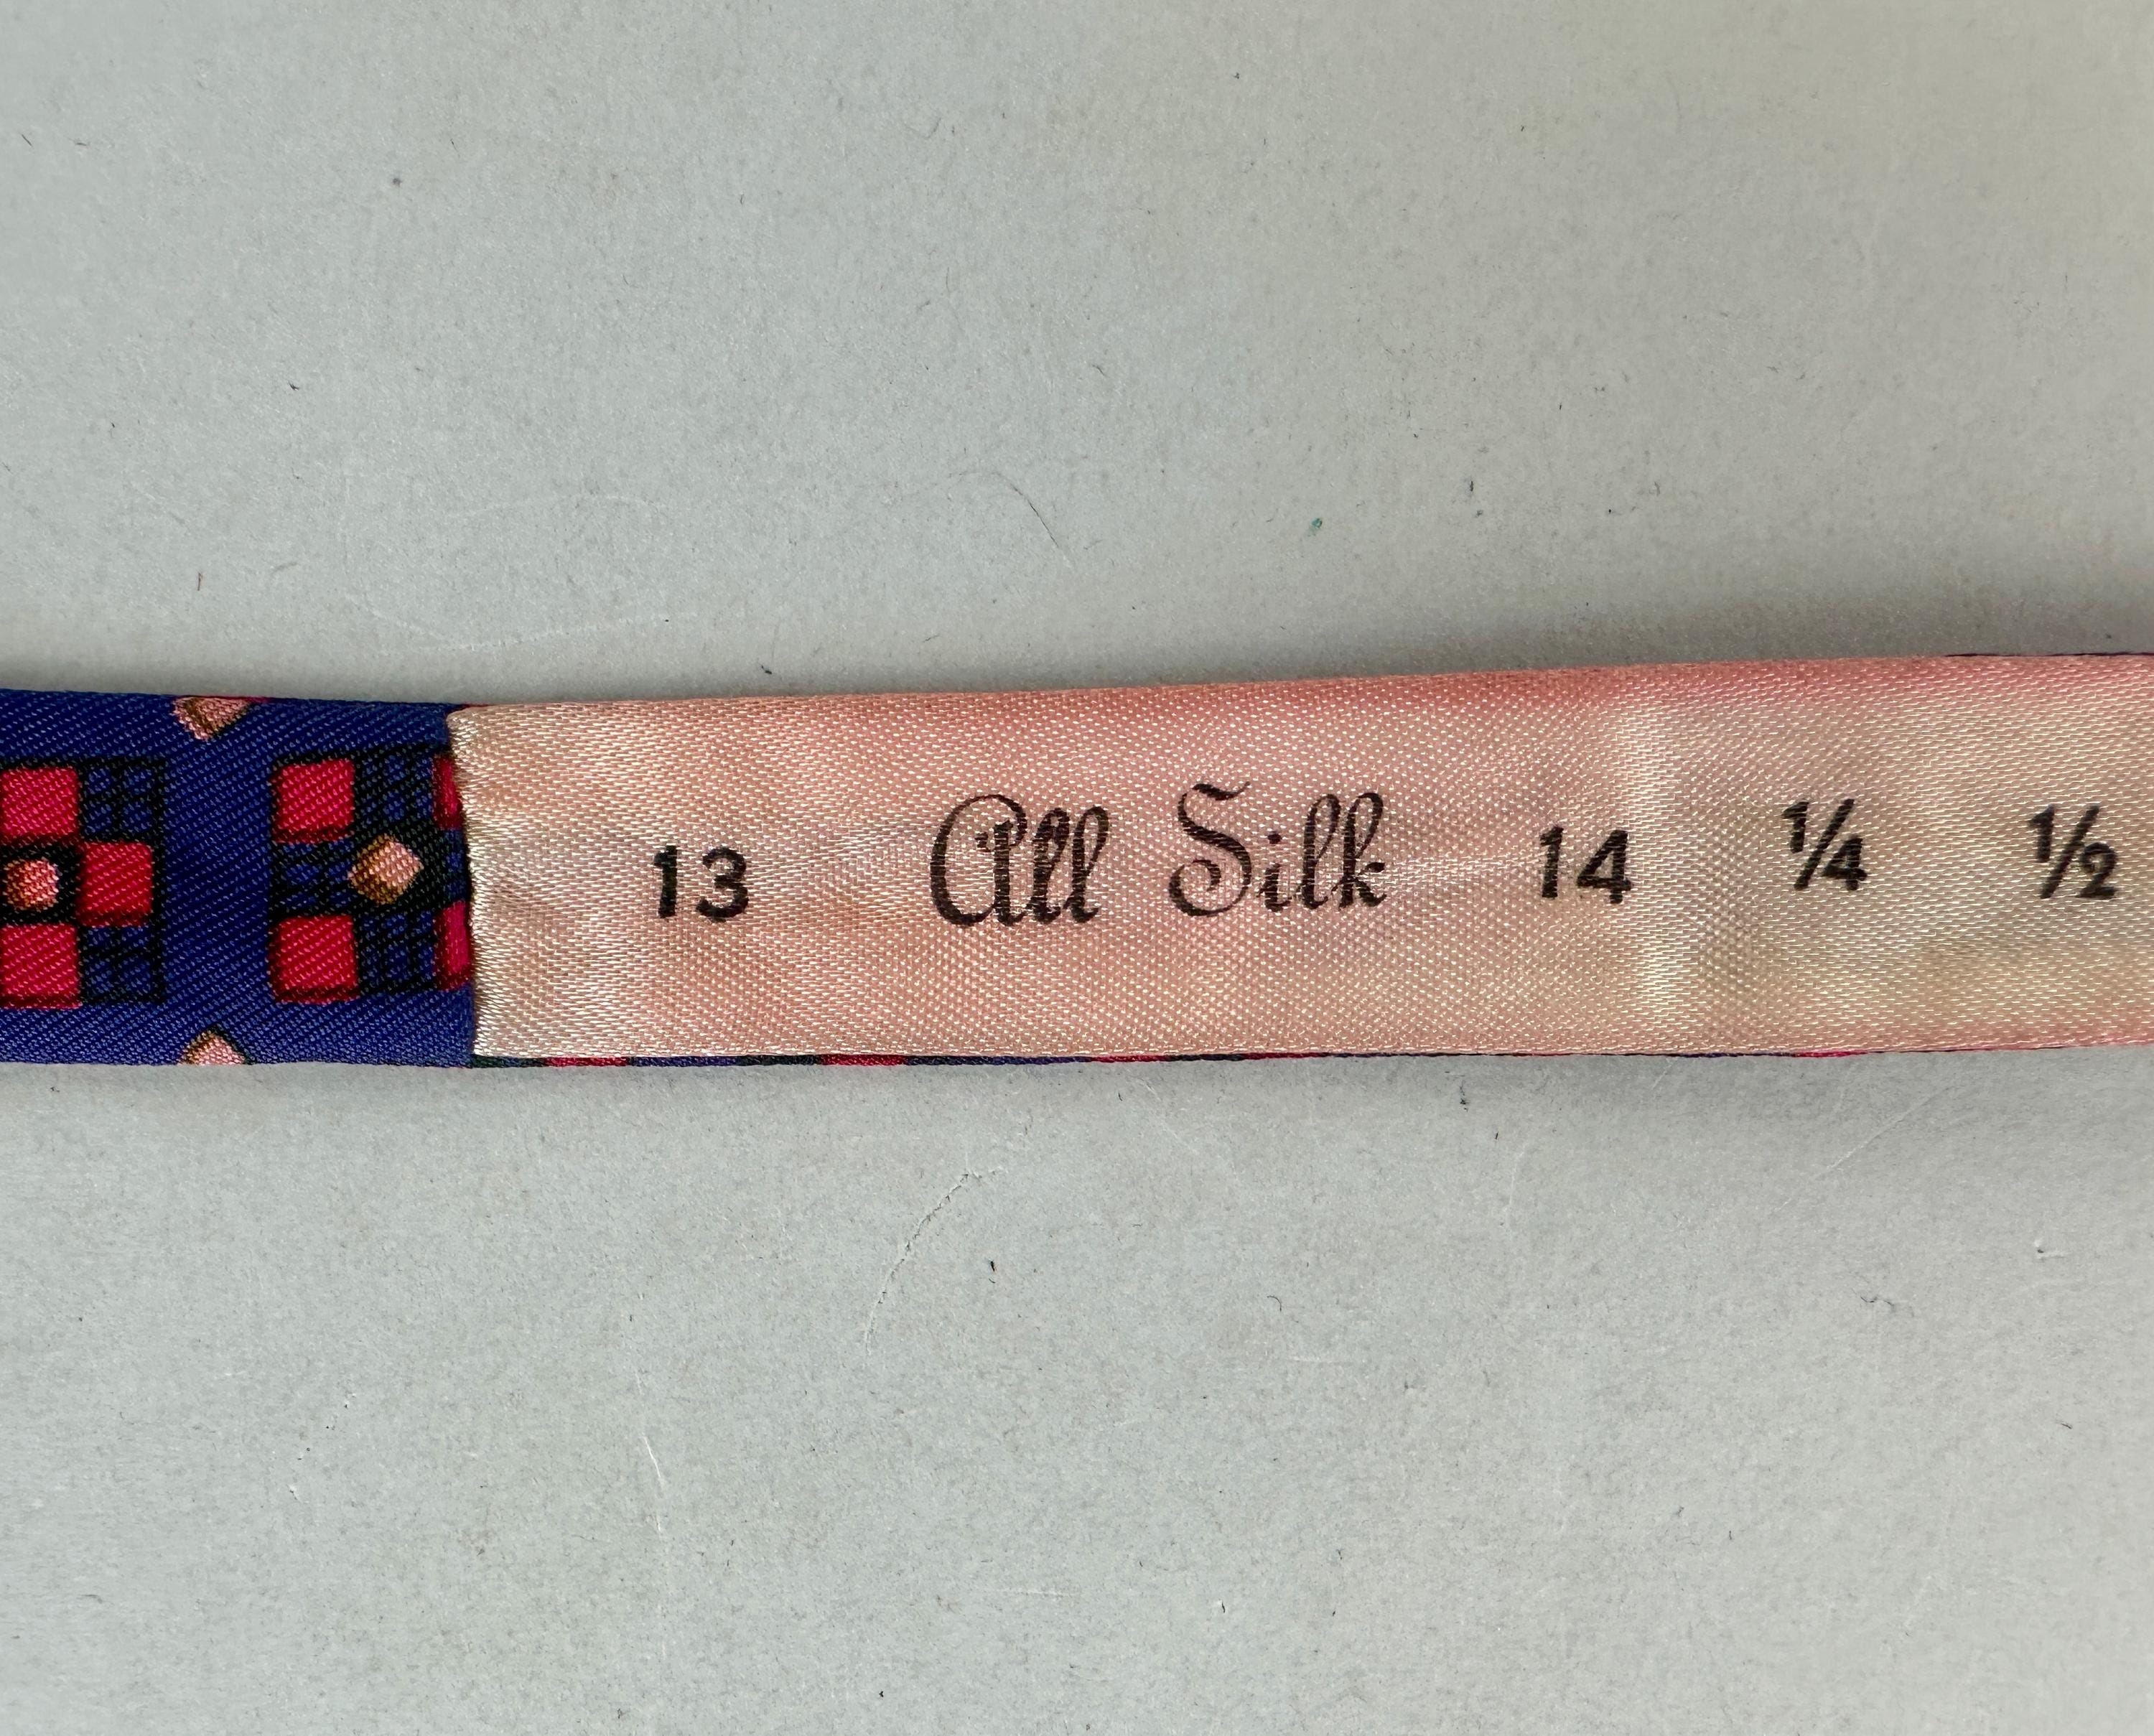 13 All Silk 14 ¼ ½